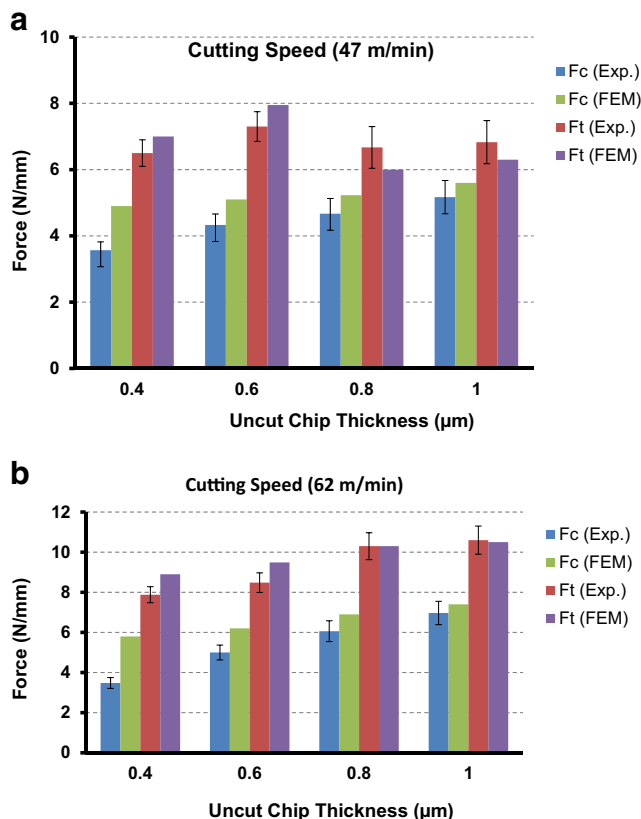 a
Cutting Speed (47 m/min)
10
8
6
4
2
0
Force (N/mm)
0.4 0.6 0.8 1
Uncut Chip Thickness (µm)
Fc (Exp.)
Fc (FEM)
Ft (Exp.)
Ft (FEM)
b
Cutting Speed (62 m/min)
12
10
8
6
4
2
0
Force (N/mm)
0.4 0.6 0.8 1
Uncut Chip Thickness (µm)
Fc (Exp.)
Fc (FEM)
Ft (Exp.)
Ft (FEM)